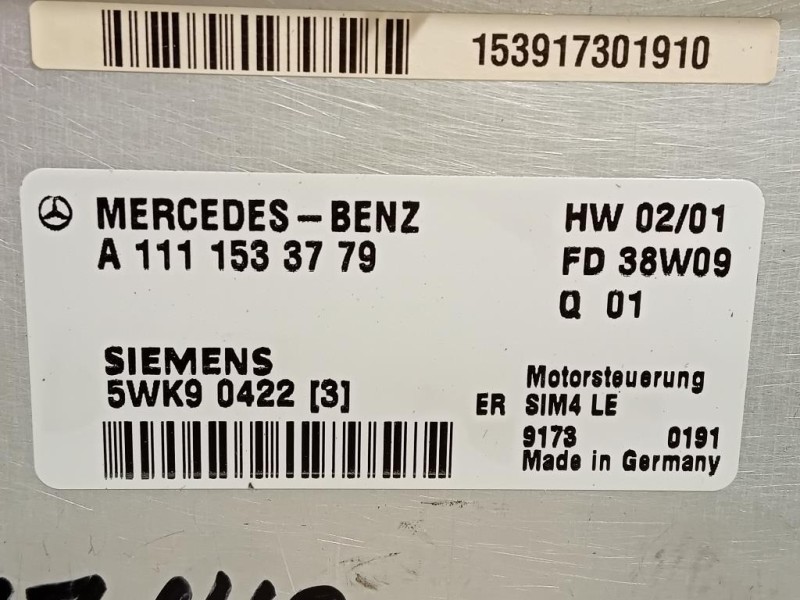 153917301910
MERCEDES-BENZ HW 02/01
A 111 153 37 79 FD 38W09
Q 01
SIEMENS Motorsteuerung
5WK9 0422 [3] ER SIM4 LE
9173 0191
Made in Germany